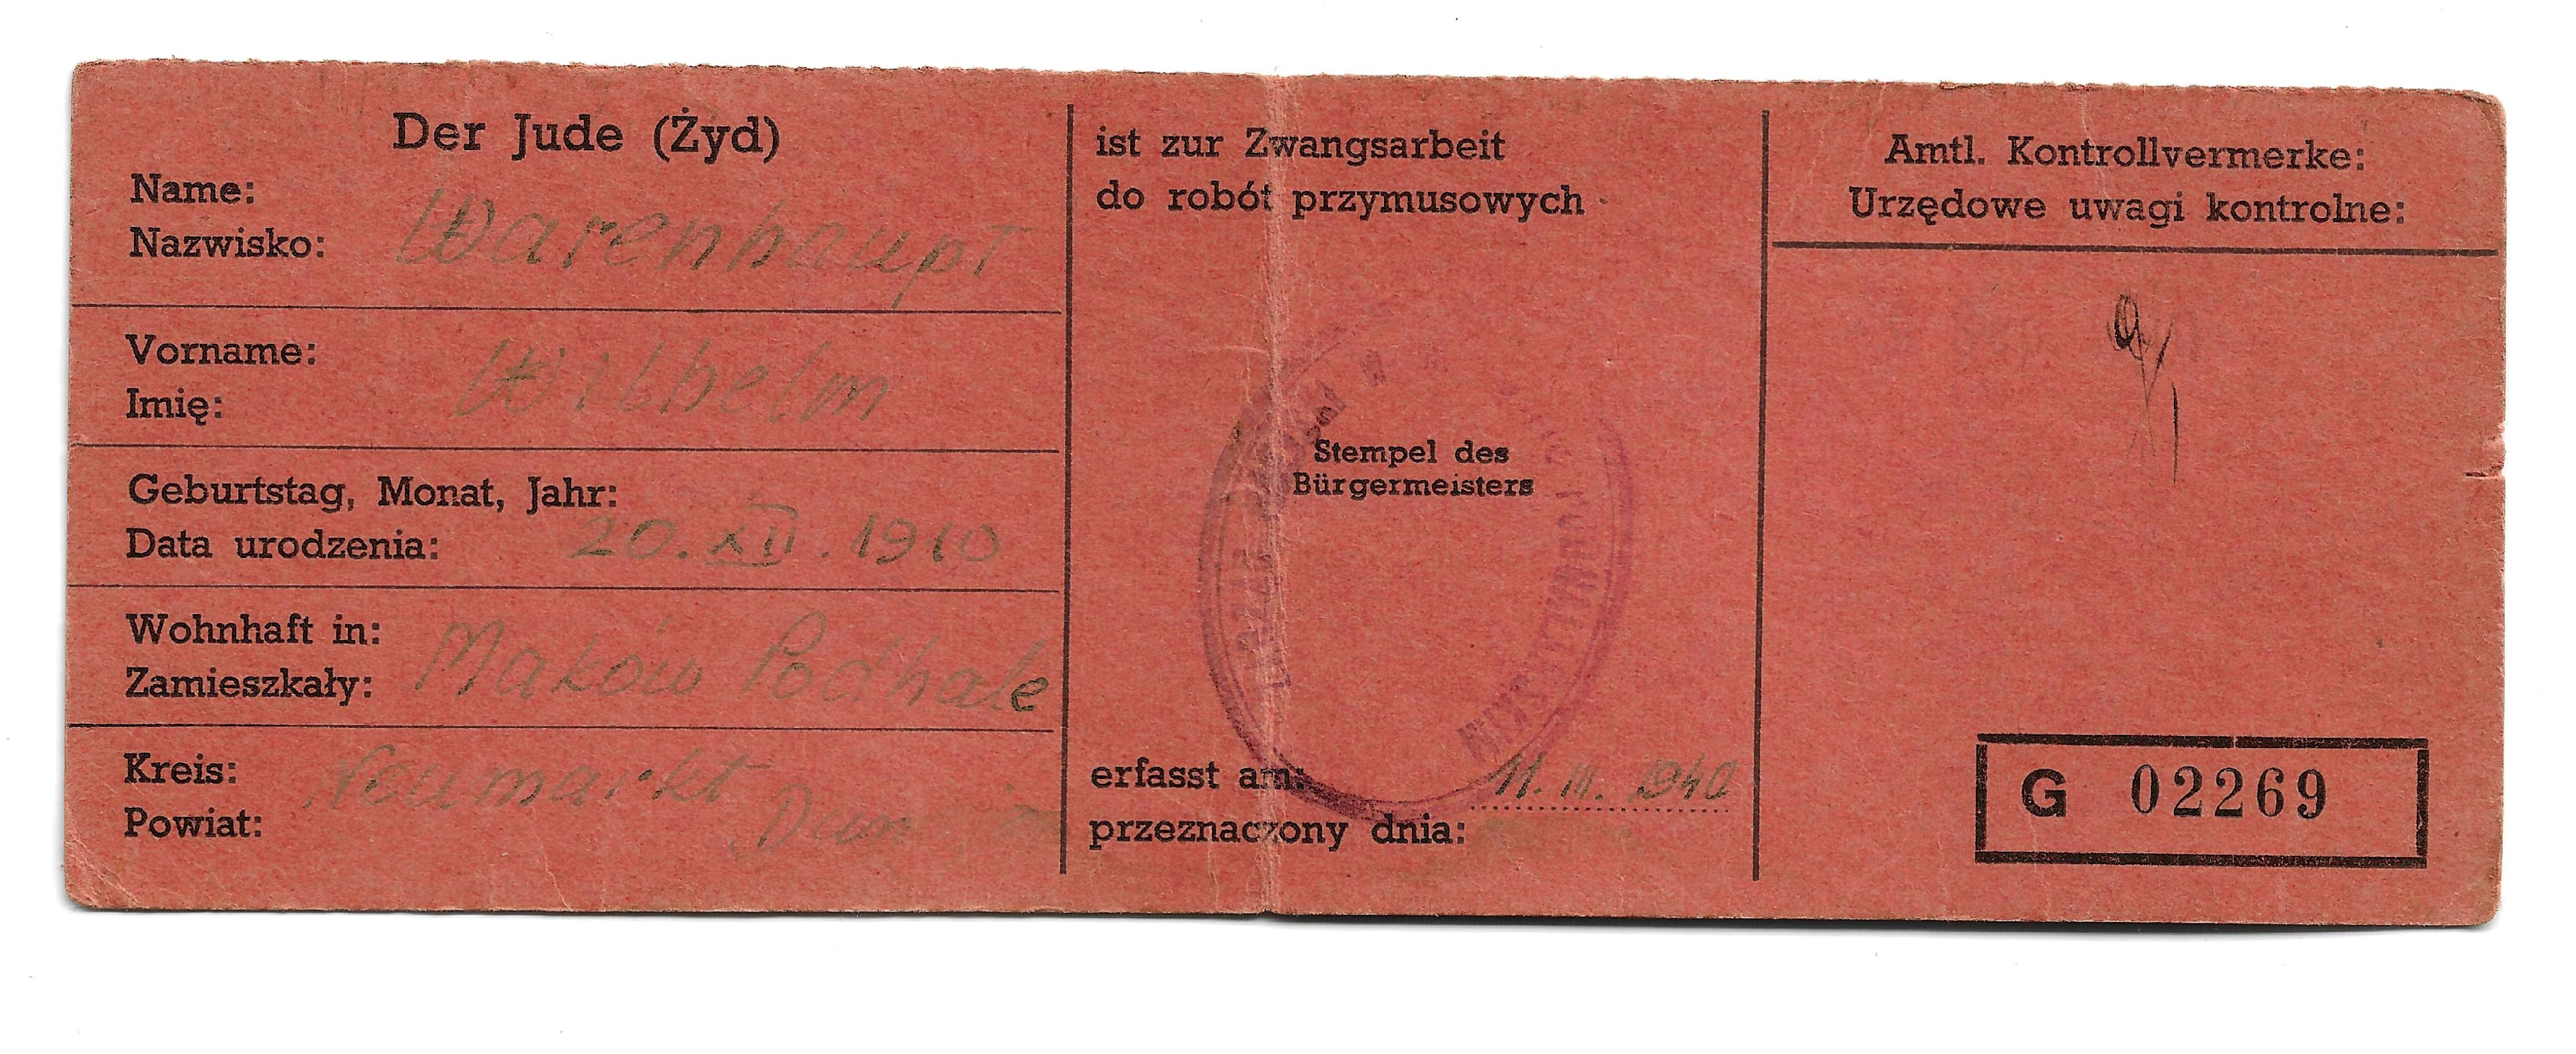 Der Jude (Żyd)
Name:
Nazwisko: Warenhaupt
Vorname:
Imię: Wilhelm
Geburtstag, Monat, Jahr:
Data urodzenia: 20. XII. 1910
Wohnhaft in:
Zamieszkały: Maków Podhale
Kreis: Neumarkt
Powiat: Dun
ist zur Zwangsarbeit
do robót przymusowych
Stempel des
Bürgermeisters
erfasst am: 11. III. 1940
przeznaczony dnia:
Amtl. Kontrollvermerke:
Urzędowe uwagi kontrolne:
G 02269